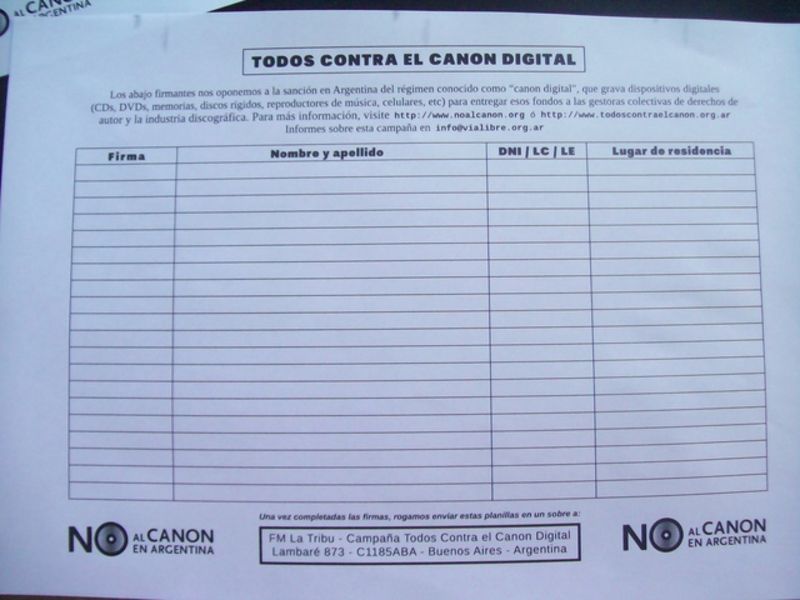 AL CANON
ARGENTINA
TODOS CONTRA EL CANON DIGITAL
Los abajo firmantes nos oponemos a la sanción en Argentina del régimen conocido como "canon digital", que grava dispositivos digitales
(CDs, DVDs, memorias, discos rígidos, reproductores de música, celulares, etc) para entregar esos fondos a las gestoras colectivas de derechos de
autor y la industria discográfica. Para más información, visite http://www.noalcanon.org ó http://www.todoscontraelcanon.org.ar
Informes sobre esta campaña en info@vialibre.org.ar
Firma Nombre y apellido DNI | LC | LE Lugar de residencia
Una vez completadas las firmas, rogamos enviar estas planillas en un sobre a:
FM La Tribu - Campaña Todos Contra el Canon Digital
Lambaré 873 - C1185ABA - Buenos Aires - Argentina
NO AL CANON
EN ARGENTINA
NO AL CANON
EN ARGENTINA